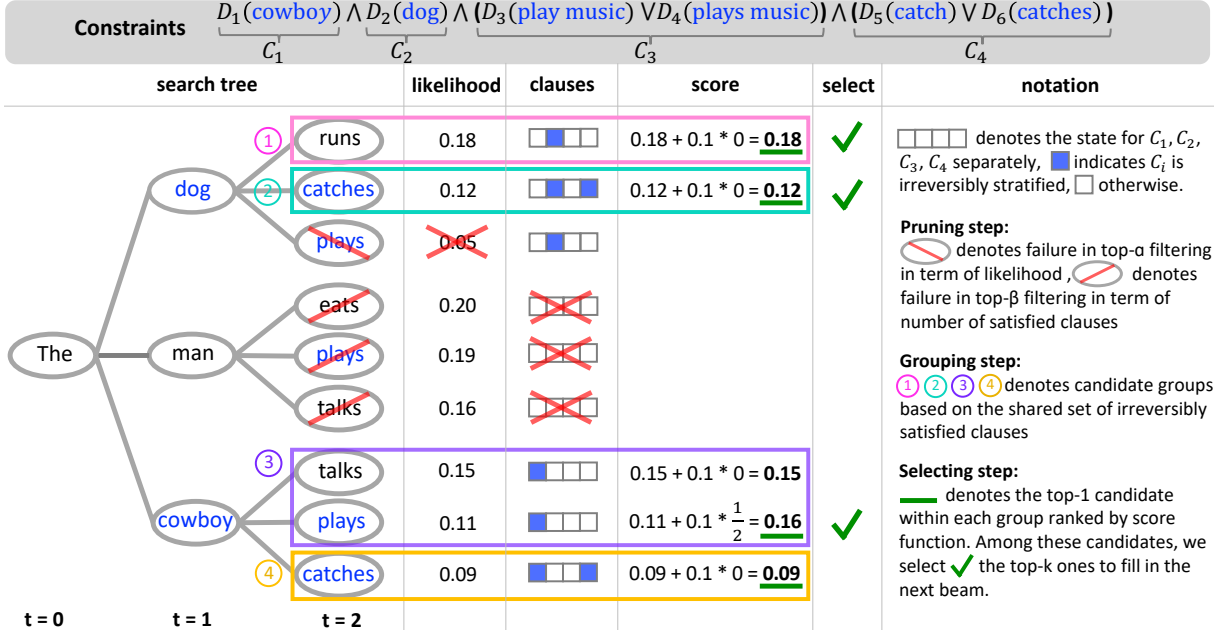 Constraints D₁(cowboy) ∧ D₂(dog) ∧ (D₃(play music) ∨D₄(plays music)) ∧ (D₅(catch) ∨ D₆(catches) )
C₁ C₂ C₃ C₄
search tree likelihood clauses score select notation
1 runs 0.18 0.18 + 0.1 * 0 = 0.18
dog 2 catches 0.12 0.12 + 0.1 * 0 = 0.12
plays 0.05
eats 0.20
The man plays 0.19
talks 0.16
3 talks 0.15 0.15 + 0.1 * 0 = 0.15
cowboy plays 0.11 0.11 + 0.1 * 1/2 = 0.16
4 catches 0.09 0.09 + 0.1 * 0 = 0.09
t = 0 t = 1 t = 2
denotes the state for C₁, C₂,
C₃, C₄ separately, indicates Cᵢ is
irreversibly stratified, otherwise.
Pruning step:
denotes failure in top-α filtering
in term of likelihood , denotes
failure in top-β filtering in term of
number of satisfied clauses
Grouping step:
1 2 3 4 denotes candidate groups
based on the shared set of irreversibly
satisfied clauses
Selecting step:
denotes the top-1 candidate
within each group ranked by score
function. Among these candidates, we
select the top-k ones to fill in the
next beam.